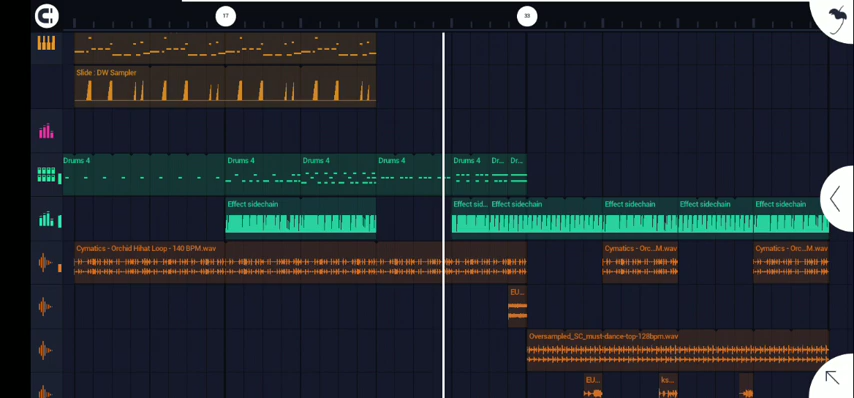 17
33
Slide : DW Sampler
Drums 4
Drums 4
Drums 4
Drums 4
Drums 4
Dr...
Dr...
Effect sidechain
Effect sid...
Effect sidechain
Effect sidechain
Effect sidechain
Effect sidechain
Cymatics - Orchid Hihat Loop - 140 BPM.wav
Cymatics - Orc...M.wav
Cymatics - Orc...M.wav
EU...
Oversampled_SC_must-dance-top-128bpm.wav
EU...
ks...